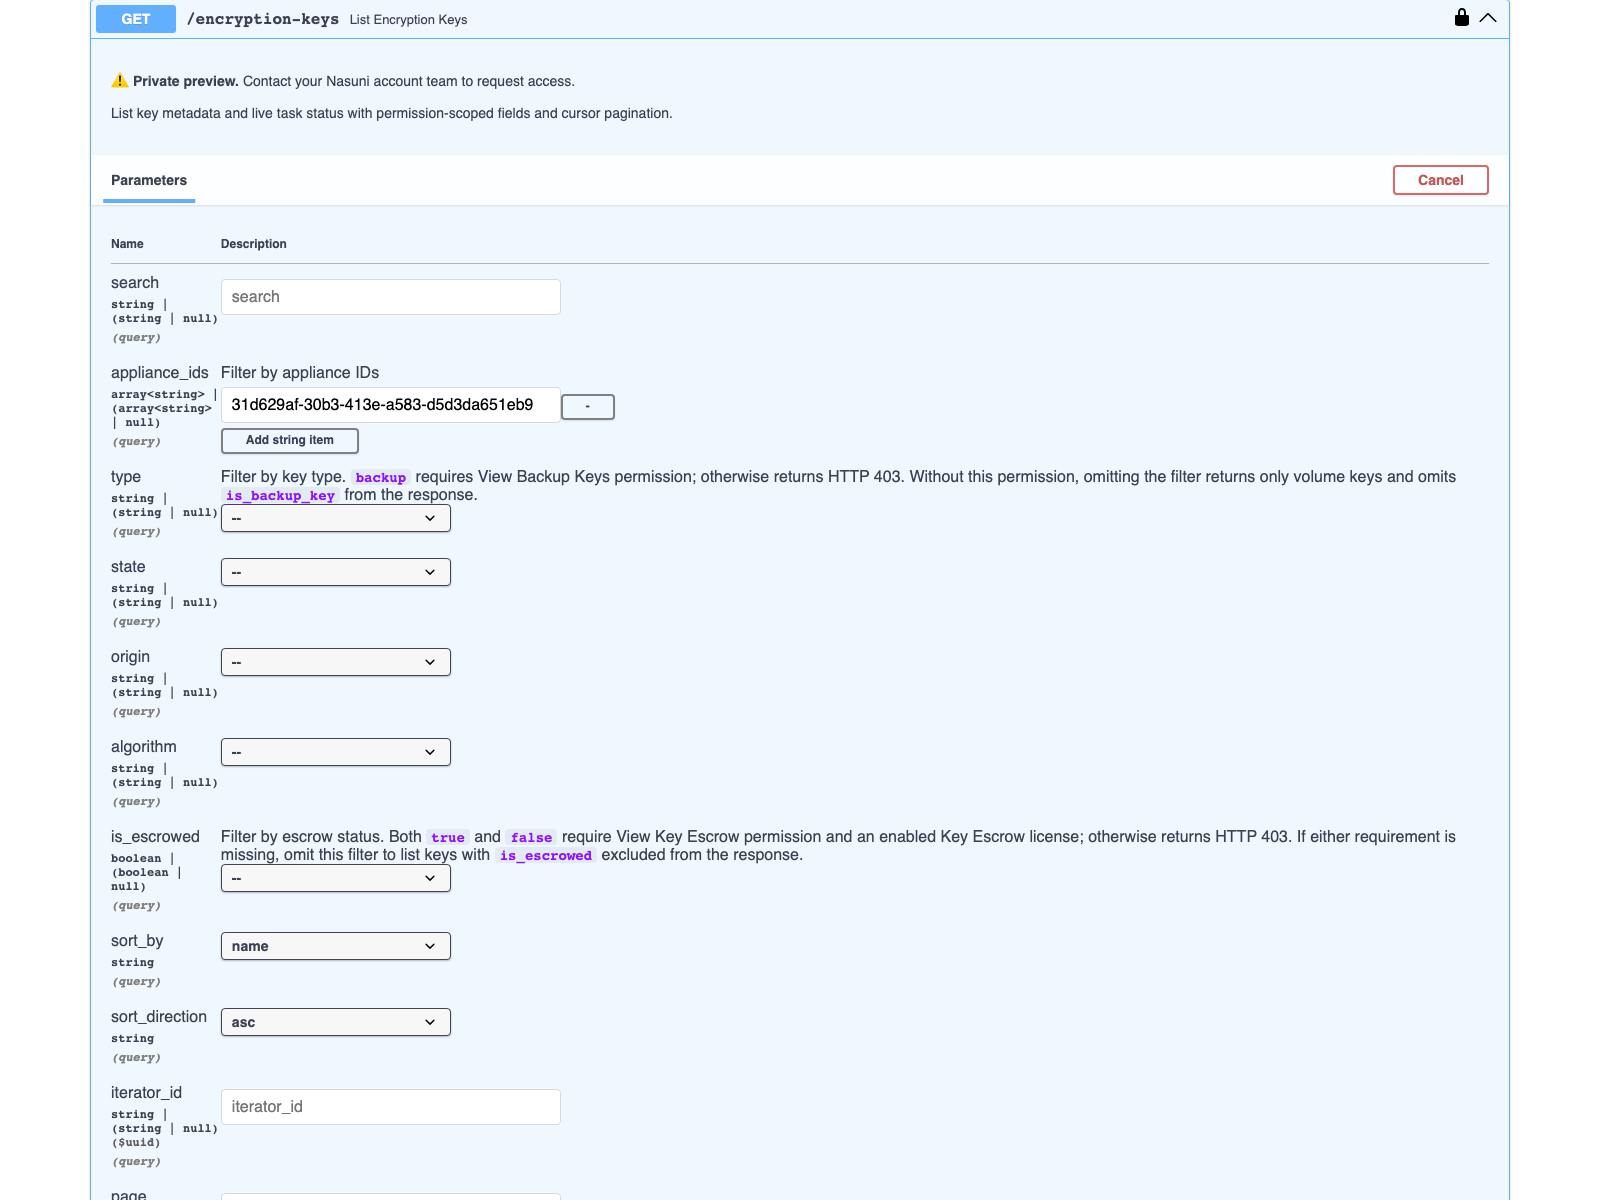 GET /encryption-keys List Encryption Keys
⚠ Private preview. Contact your Nasuni account team to request access.
List key metadata and live task status with permission-scoped fields and cursor pagination.
Parameters
Cancel
Name Description
search
string |
(string | null)
(query)
search
appliance_ids
array<string> |
(array<string>
| null)
(query)
Filter by appliance IDs
31d629af-30b3-413e-a583-d5d3da651eb9
-
Add string item
type
string |
(string | null)
(query)
Filter by key type. backup requires View Backup Keys permission; otherwise returns HTTP 403. Without this permission, omitting the filter returns only volume keys and omits
is_backup_key from the response.
--
state
string |
(string | null)
(query)
--
origin
string |
(string | null)
(query)
--
algorithm
string |
(string | null)
(query)
--
is_escrowed
boolean |
(boolean |
null)
(query)
Filter by escrow status. Both true and false require View Key Escrow permission and an enabled Key Escrow license; otherwise returns HTTP 403. If either requirement is
missing, omit this filter to list keys with is_escrowed excluded from the response.
--
sort_by
string
(query)
name
sort_direction
string
(query)
asc
iterator_id
string |
(string | null)
($uuid)
(query)
iterator_id
page